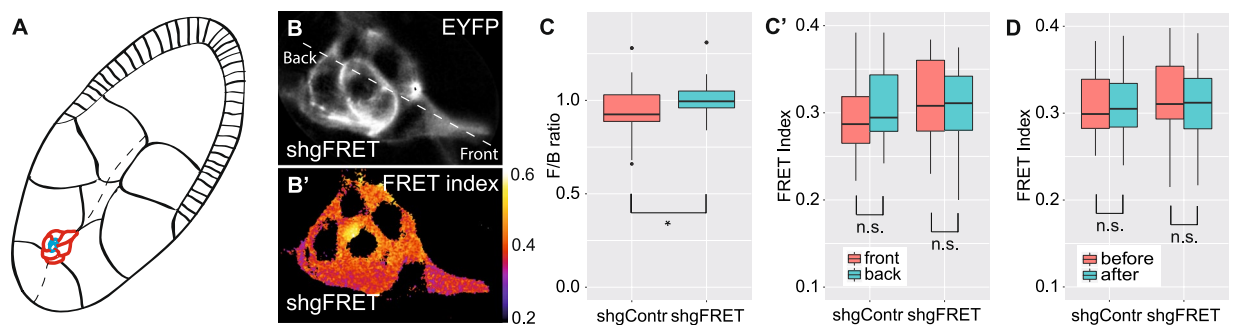 A
B
EYFP
Back
Front
shgFRET
B'
FRET index
shgFRET
0.6
0.4
0.2
C
F/B ratio
1.0
0.5
0.0
*
shgContr
shgFRET
C'
FRET Index
0.4
0.3
0.2
0.1
n.s.
n.s.
front
back
shgContr
shgFRET
D
FRET Index
0.4
0.3
0.2
0.1
n.s.
n.s.
before
after
shgContr
shgFRET